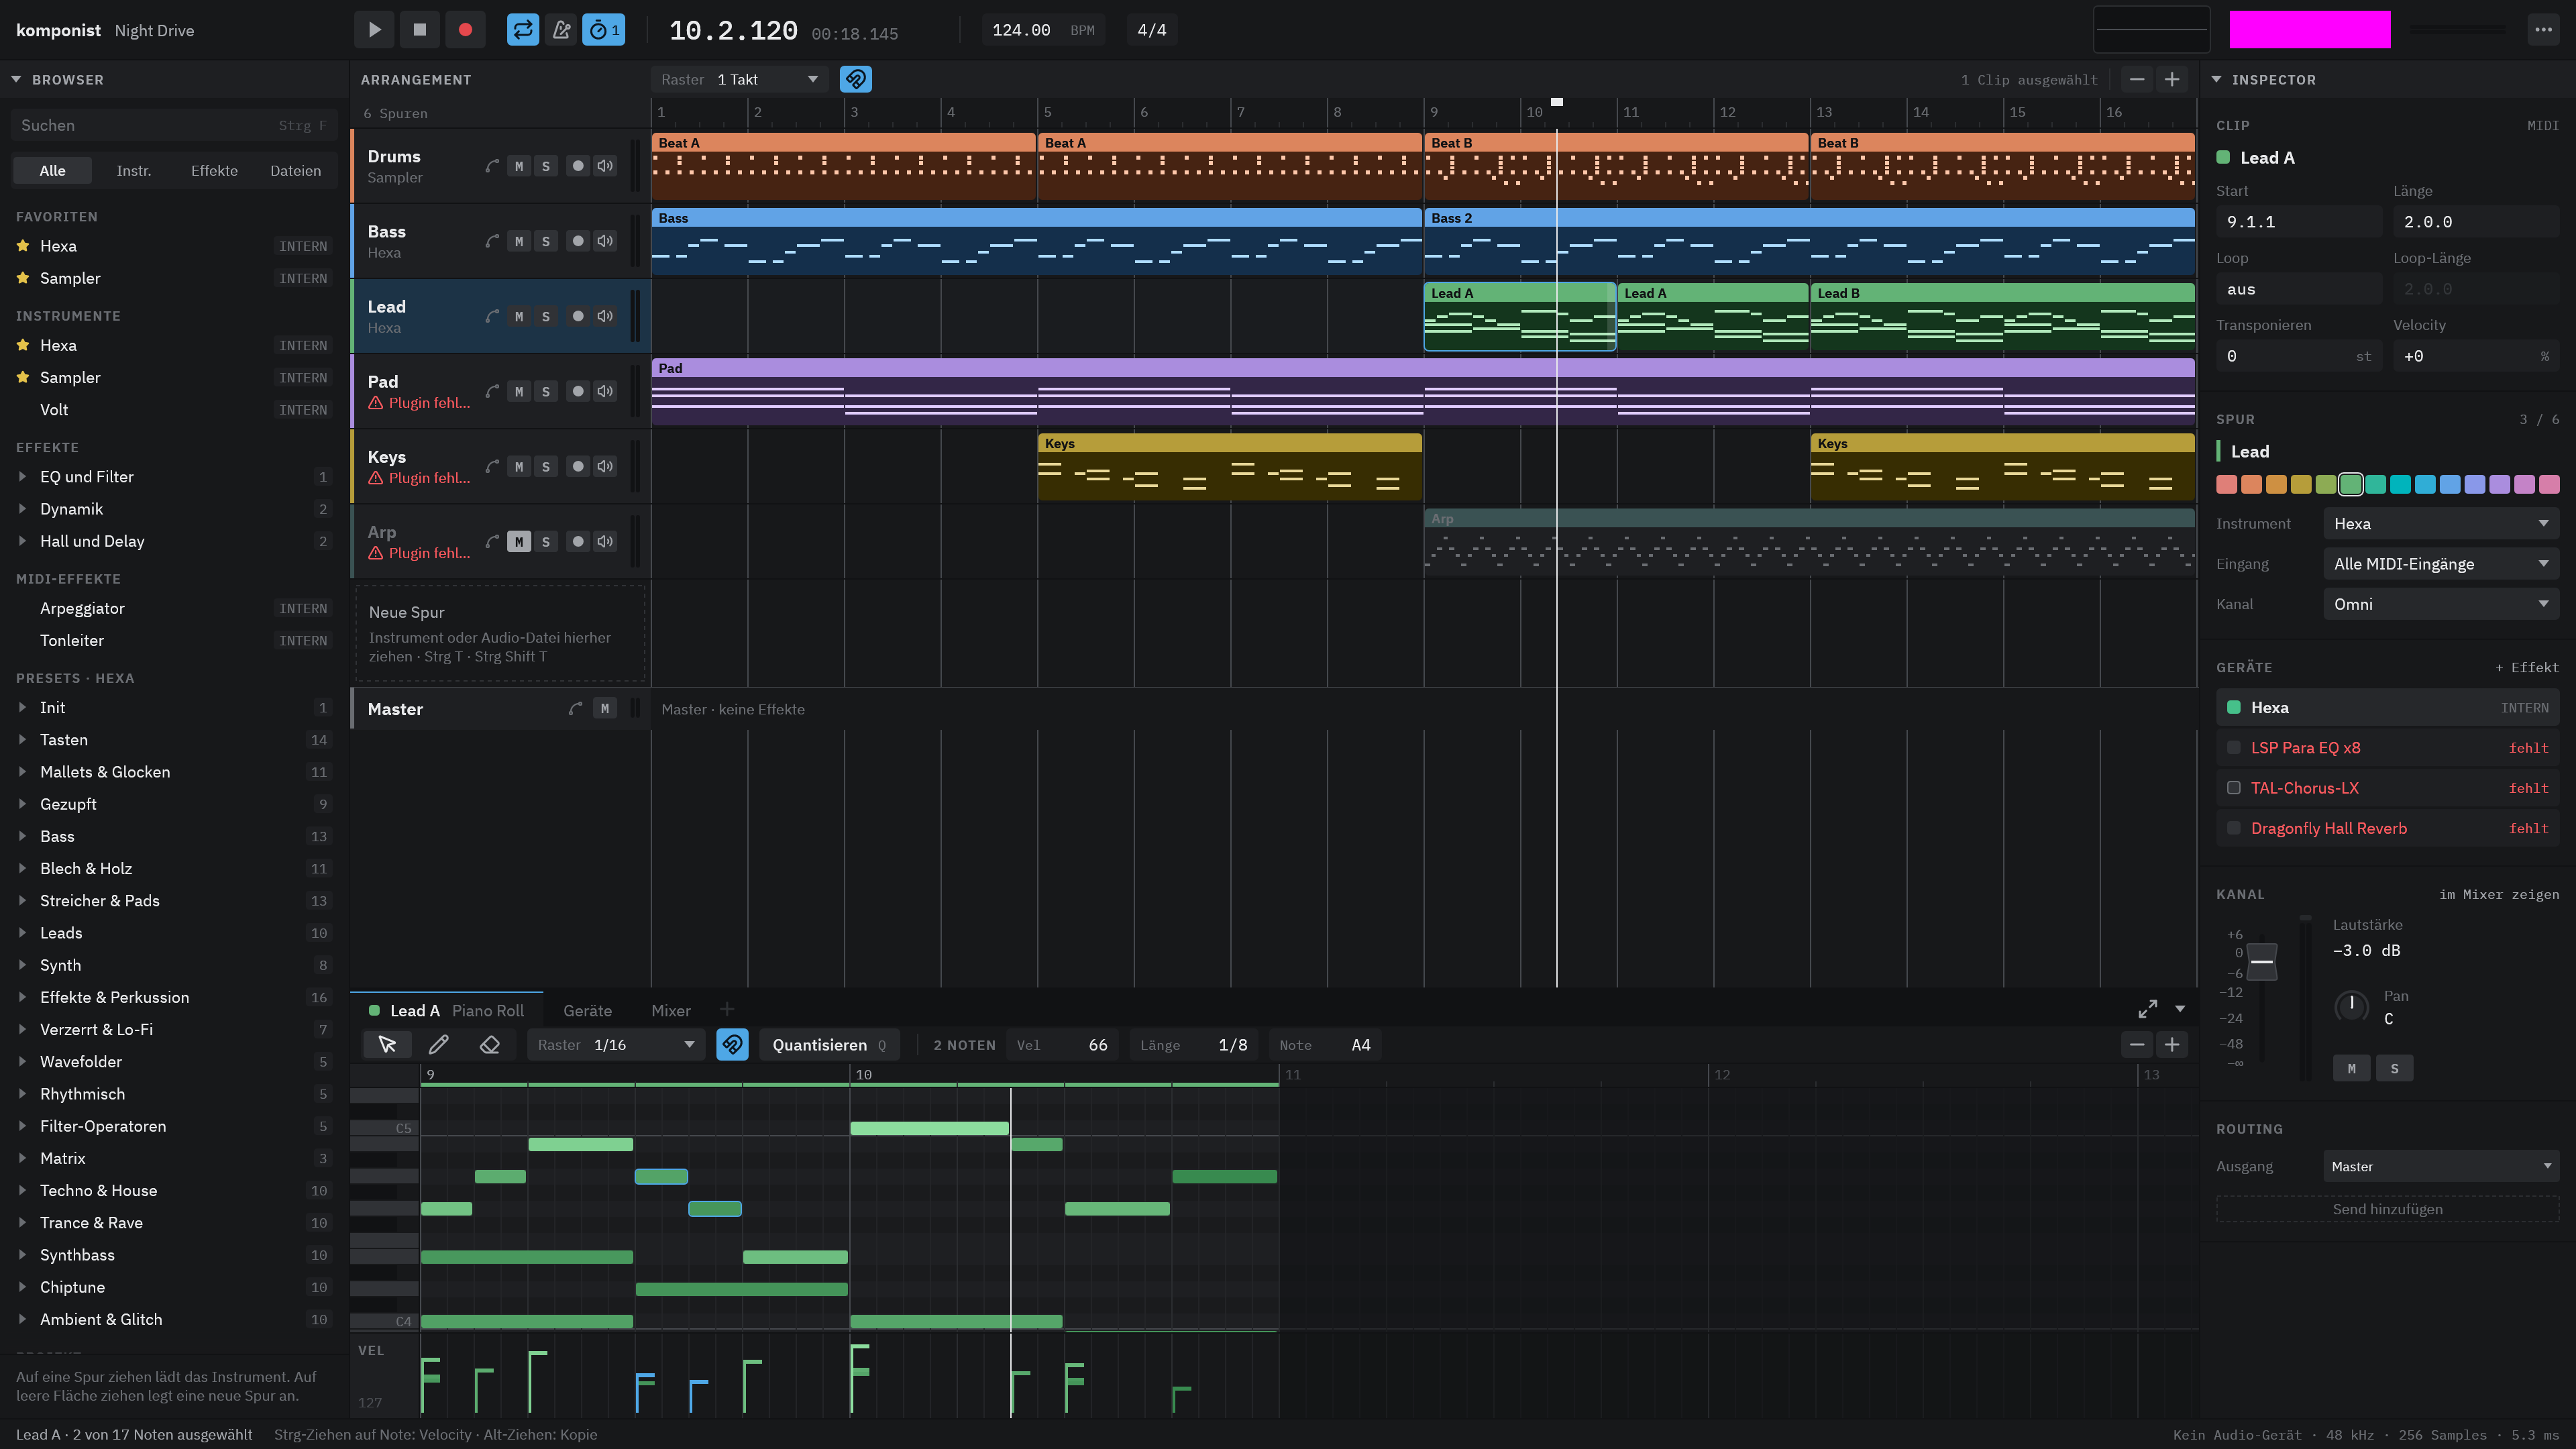 komponist Night Drive
1
10.2.120 00:18.145
124.00 BPM
4/4
BROWSER
Suchen Strg F
Alle Instr. Effekte Dateien
FAVORITEN
Hexa INTERN
Sampler INTERN
INSTRUMENTE
Hexa INTERN
Sampler INTERN
Volt INTERN
EFFEKTE
EQ und Filter 1
Dynamik 2
Hall und Delay 2
MIDI-EFFEKTE
Arpeggiator INTERN
Tonleiter INTERN
PRESETS · HEXA
Init 1
Tasten 14
Mallets & Glocken 11
Gezupft 9
Bass 13
Blech & Holz 11
Streicher & Pads 13
Leads 10
Synth 8
Effekte & Perkussion 16
Verzerrt & Lo-Fi 7
Wavefolder 5
Rhythmisch 5
Filter-Operatoren 5
Matrix 3
Techno & House 10
Trance & Rave 10
Synthbass 10
Chiptune 10
Ambient & Glitch 10
Auf eine Spur ziehen lädt das Instrument. Auf
leere Fläche ziehen legt eine neue Spur an.
ARRANGEMENT
Raster 1 Takt
1 Clip ausgewählt
6 Spuren
1 2 3 4 5 6 7 8 9 10 11 12 13 14 15 16
Drums
Sampler
M S
Beat A Beat A Beat B Beat B
Bass
Hexa
M S
Bass Bass 2
Lead
Hexa
M S
Lead A Lead A Lead B
Pad
Plugin fehl...
M S
Pad
Keys
Plugin fehl...
M S
Keys Keys
Arp
Plugin fehl...
M S
Arp
Neue Spur
Instrument oder Audio-Datei hierher
ziehen · Strg T · Strg Shift T
Master M
Master · keine Effekte
Lead A Piano Roll Geräte Mixer
Raster 1/16
Quantisieren Q
2 NOTEN Vel 66
Länge 1/8
Note A4
9 10 11 12 13
C5
C4
VEL
127
INSPECTOR
CLIP MIDI
Lead A
Start Länge
9.1.1 2.0.0
Loop Loop-Länge
aus 2.0.0
Transponieren Velocity
0 st +0 %
SPUR 3 / 6
Lead
Instrument Hexa
Eingang Alle MIDI-Eingänge
Kanal Omni
GERÄTE + Effekt
Hexa INTERN
LSP Para EQ x8 fehlt
TAL-Chorus-LX fehlt
Dragonfly Hall Reverb fehlt
KANAL im Mixer zeigen
+6
0
−6
−12
−24
−48
−∞
Lautstärke
−3.0 dB
Pan
C
M S
ROUTING
Ausgang Master
Send hinzufügen
Lead A · 2 von 17 Noten ausgewählt Strg-Ziehen auf Note: Velocity · Alt-Ziehen: Kopie
Kein Audio-Gerät · 48 kHz · 256 Samples · 5.3 ms